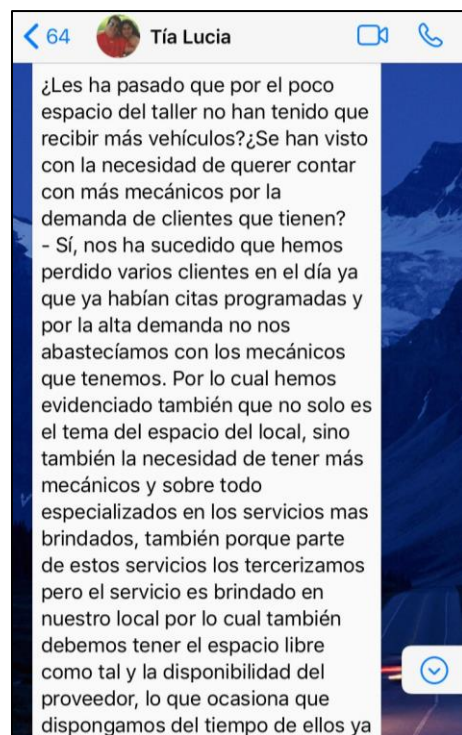 64
Tía Lucia
¿Les ha pasado que por el poco
espacio del taller no han tenido que
recibir más vehículos?¿Se han visto
con la necesidad de querer contar
con más mecánicos por la
demanda de clientes que tienen?
- Sí, nos ha sucedido que hemos
perdido varios clientes en el día ya
que ya habían citas programadas y
por la alta demanda no nos
abastecíamos con los mecánicos
que tenemos. Por lo cual hemos
evidenciado también que no solo es
el tema del espacio del local, sino
también la necesidad de tener más
mecánicos y sobre todo
especializados en los servicios mas
brindados, también porque parte
de estos servicios los tercerizamos
pero el servicio es brindado en
nuestro local por lo cual también
debemos tener el espacio libre
como tal y la disponibilidad del
proveedor, lo que ocasiona que
dispongamos del tiempo de ellos ya